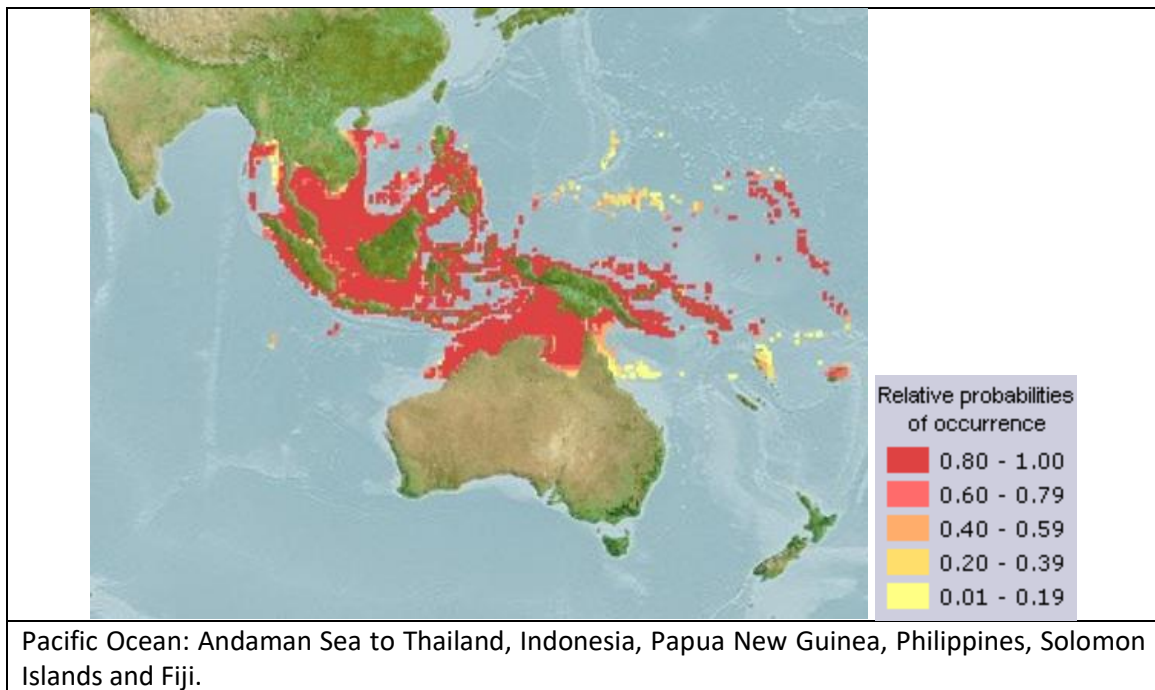 Relative probabilities
of occurrence
0.80 - 1.00
0.60 - 0.79
0.40 - 0.59
0.20 - 0.39
0.01 - 0.19
Pacific Ocean: Andaman Sea to Thailand, Indonesia, Papua New Guinea, Philippines, Solomon
Islands and Fiji.